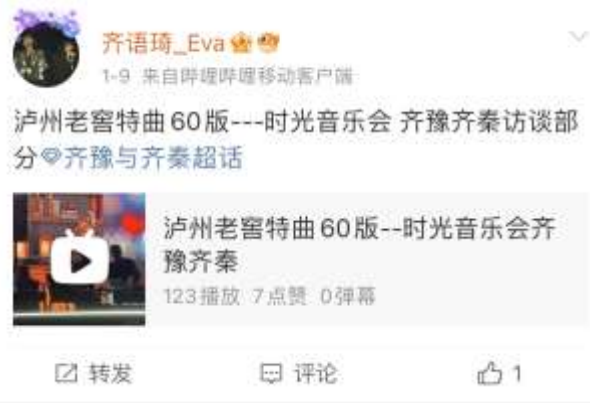 齐语琦_Eva
1-9 来自哔哩哔哩移动客户端
泸州老窖特曲60版---时光音乐会 齐豫齐秦访谈部
分齐豫与齐秦超话
泸州老窖特曲60版--时光音乐会齐
豫齐秦
123播放 7点赞 0弹幕
转发 评论 1